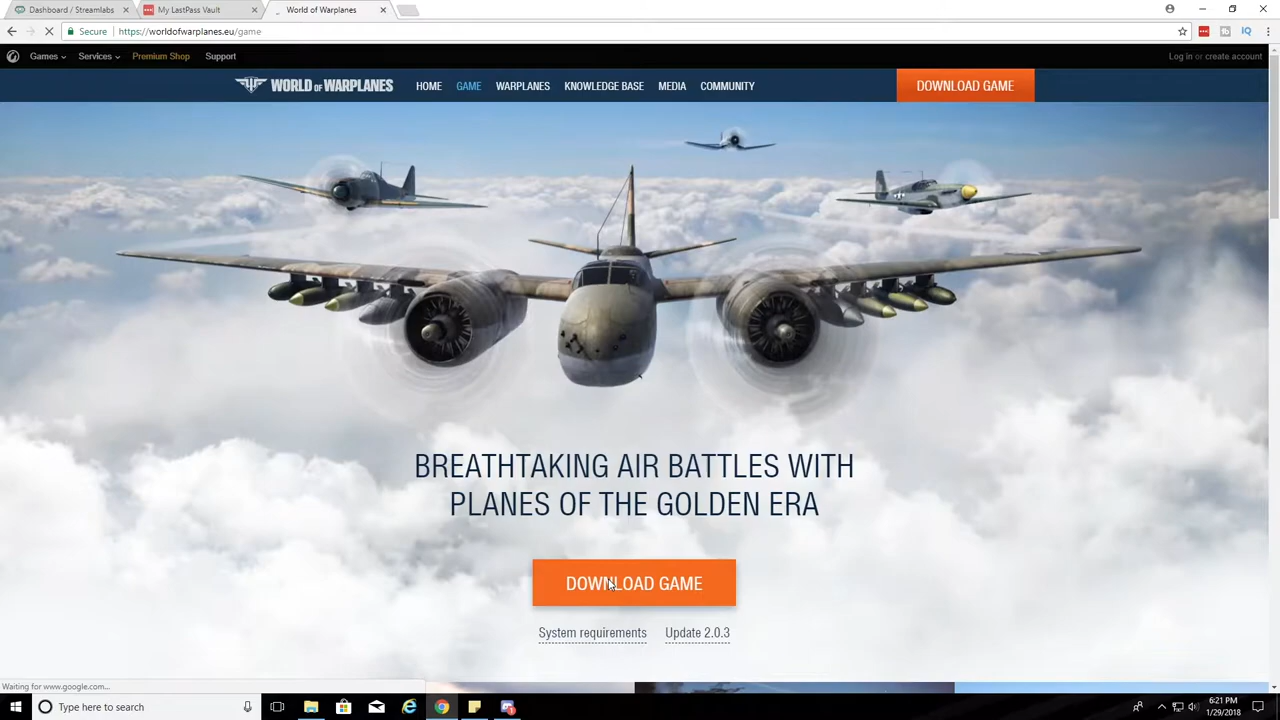 Dashboard / Streamlabs
My LastPass Vault
World of Warplanes
Secure
https://worldofwarplanes.eu/game
Games
Services
Premium Shop
Support
Log in or create account
WORLD OF WARPLANES
HOME
GAME
WARPLANES
KNOWLEDGE BASE
MEDIA
COMMUNITY
DOWNLOAD GAME
BREATHTAKING AIR BATTLES WITH
PLANES OF THE GOLDEN ERA
DOWNLOAD GAME
System requirements
Update 2.0.3
Waiting for www.google.com...
Type here to search
6:21 PM
1/29/2018